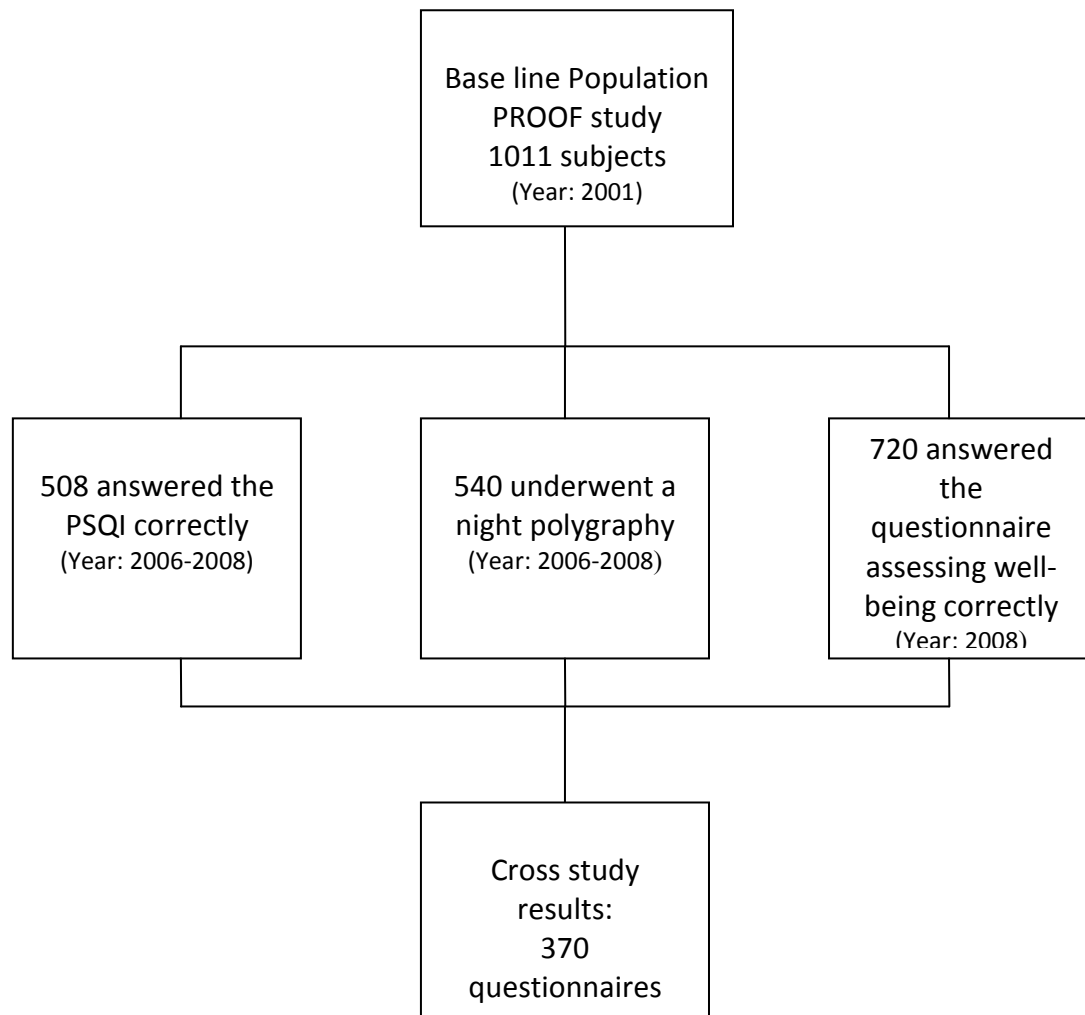 Base line Population
PROOF study
1011 subjects
(Year: 2001)
508 answered the
PSQI correctly
(Year: 2006-2008)
540 underwent a
night polygraphy
(Year: 2006-2008)
720 answered
the
questionnaire
assessing well-
being correctly
(Year: 2008)
Cross study
results:
370
questionnaires